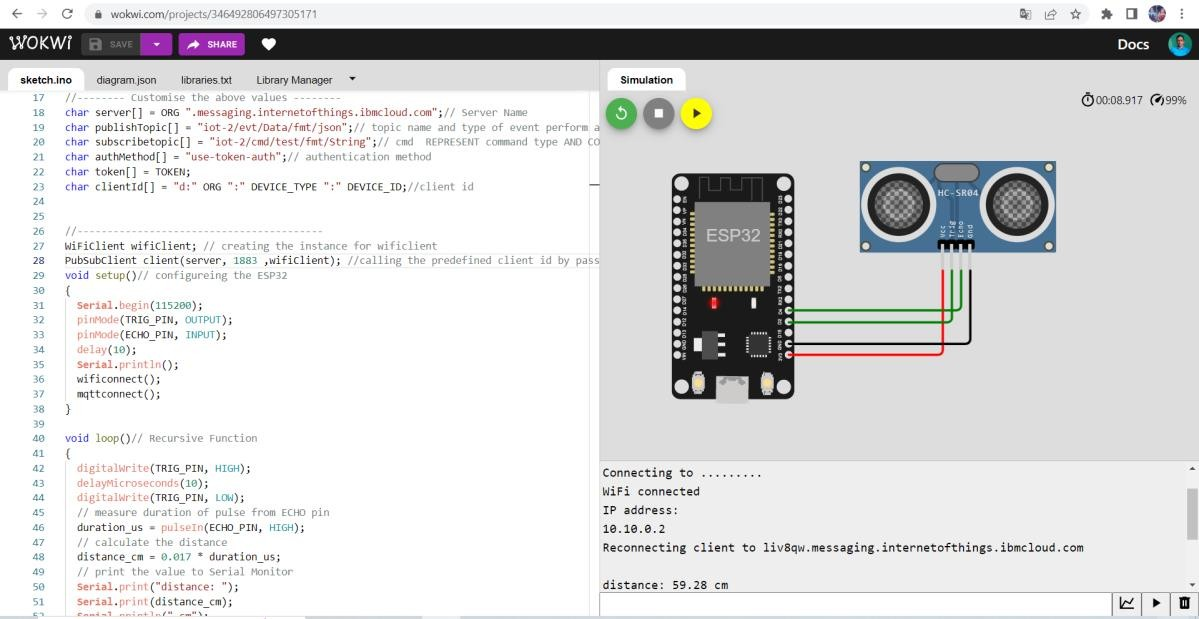 wokwi.com/projects/346492806497305171
WOKWI SAVE SHARE Docs
sketch.ino diagram.json libraries.txt Library Manager Simulation
17 //-------- Customise the above values --------
18 char server[] = ORG ".messaging.internetofthings.ibmcloud.com";// Server Name
19 char publishTopic[] = "iot-2/evt/Data/fmt/json";// topic name and type of event perform a
20 char subscribetopic[] = "iot-2/cmd/test/fmt/String";// cmd REPRESENT command type AND CO
21 char authMethod[] = "use-token-auth";// authentication method
22 char token[] = TOKEN;
23 char clientId[] = "d:" ORG ":" DEVICE_TYPE ":" DEVICE_ID;//client id
24
25
26 //-----------------------------------
27 WiFiClient wifiClient; // creating the instance for wificlient
28 PubSubClient client(server, 1883 ,wifiClient); //calling the predefined client id by pass
29 void setup()// configureing the ESP32
30 {
31 Serial.begin(115200);
32 pinMode(TRIG_PIN, OUTPUT);
33 pinMode(ECHO_PIN, INPUT);
34 delay(10);
35 Serial.println();
36 wificonnect();
37 mqttconnect();
38 }
39
40 void loop()// Recursive Function
41 {
42 digitalWrite(TRIG_PIN, HIGH);
43 delayMicroseconds(10);
44 digitalWrite(TRIG_PIN, LOW);
45 // measure duration of pulse from ECHO pin
46 duration_us = pulseIn(ECHO_PIN, HIGH);
47 // calculate the distance
48 distance_cm = 0.017 * duration_us;
49 // print the value to Serial Monitor
50 Serial.print("distance: ");
51 Serial.print(distance_cm);
52 Serial.println(" cm");
00:08.917 99%
ESP32
HC-SR04
Vcc
Trig
Echo
Gnd
Connecting to .........
WiFi connected
IP address:
10.10.0.2
Reconnecting client to liv8qw.messaging.internetofthings.ibmcloud.com
distance: 59.28 cm